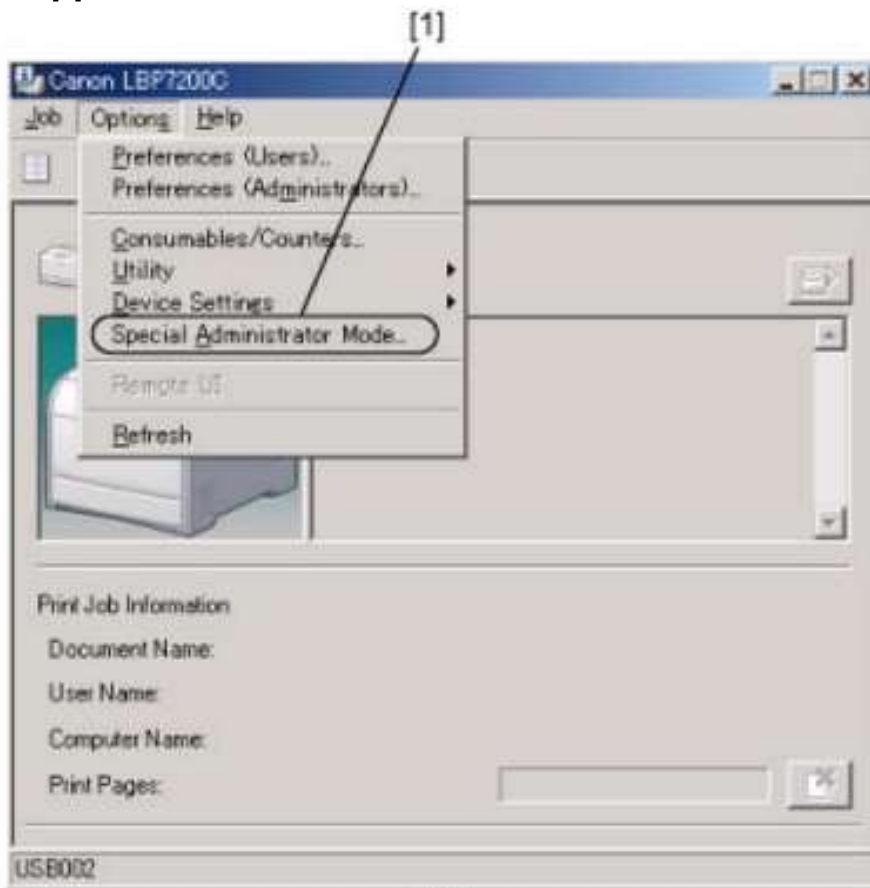 [1]
Canon LBP7200C
Job Options Help
Preferences (Users)...
Preferences (Administrators)...
Consumables/Counters...
Utility
Device Settings
Special Administrator Mode...
Remote UI
Refresh
Print Job Information
Document Name:
User Name:
Computer Name:
Print Pages:
USB002